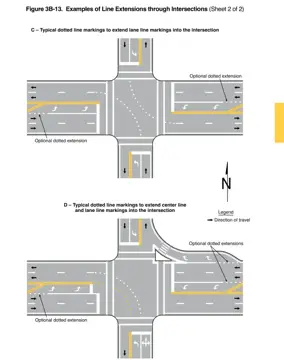 Figure 3B-13. Examples of Line Extensions through Intersections (Sheet 2 of 2)
C – Typical dotted line markings to extend lane line markings into the intersection
Optional dotted extension
Optional dotted extension
N
Legend
Direction of travel
D – Typical dotted line markings to extend center line
and lane line markings into the intersection
Optional dotted extensions
Optional dotted extension